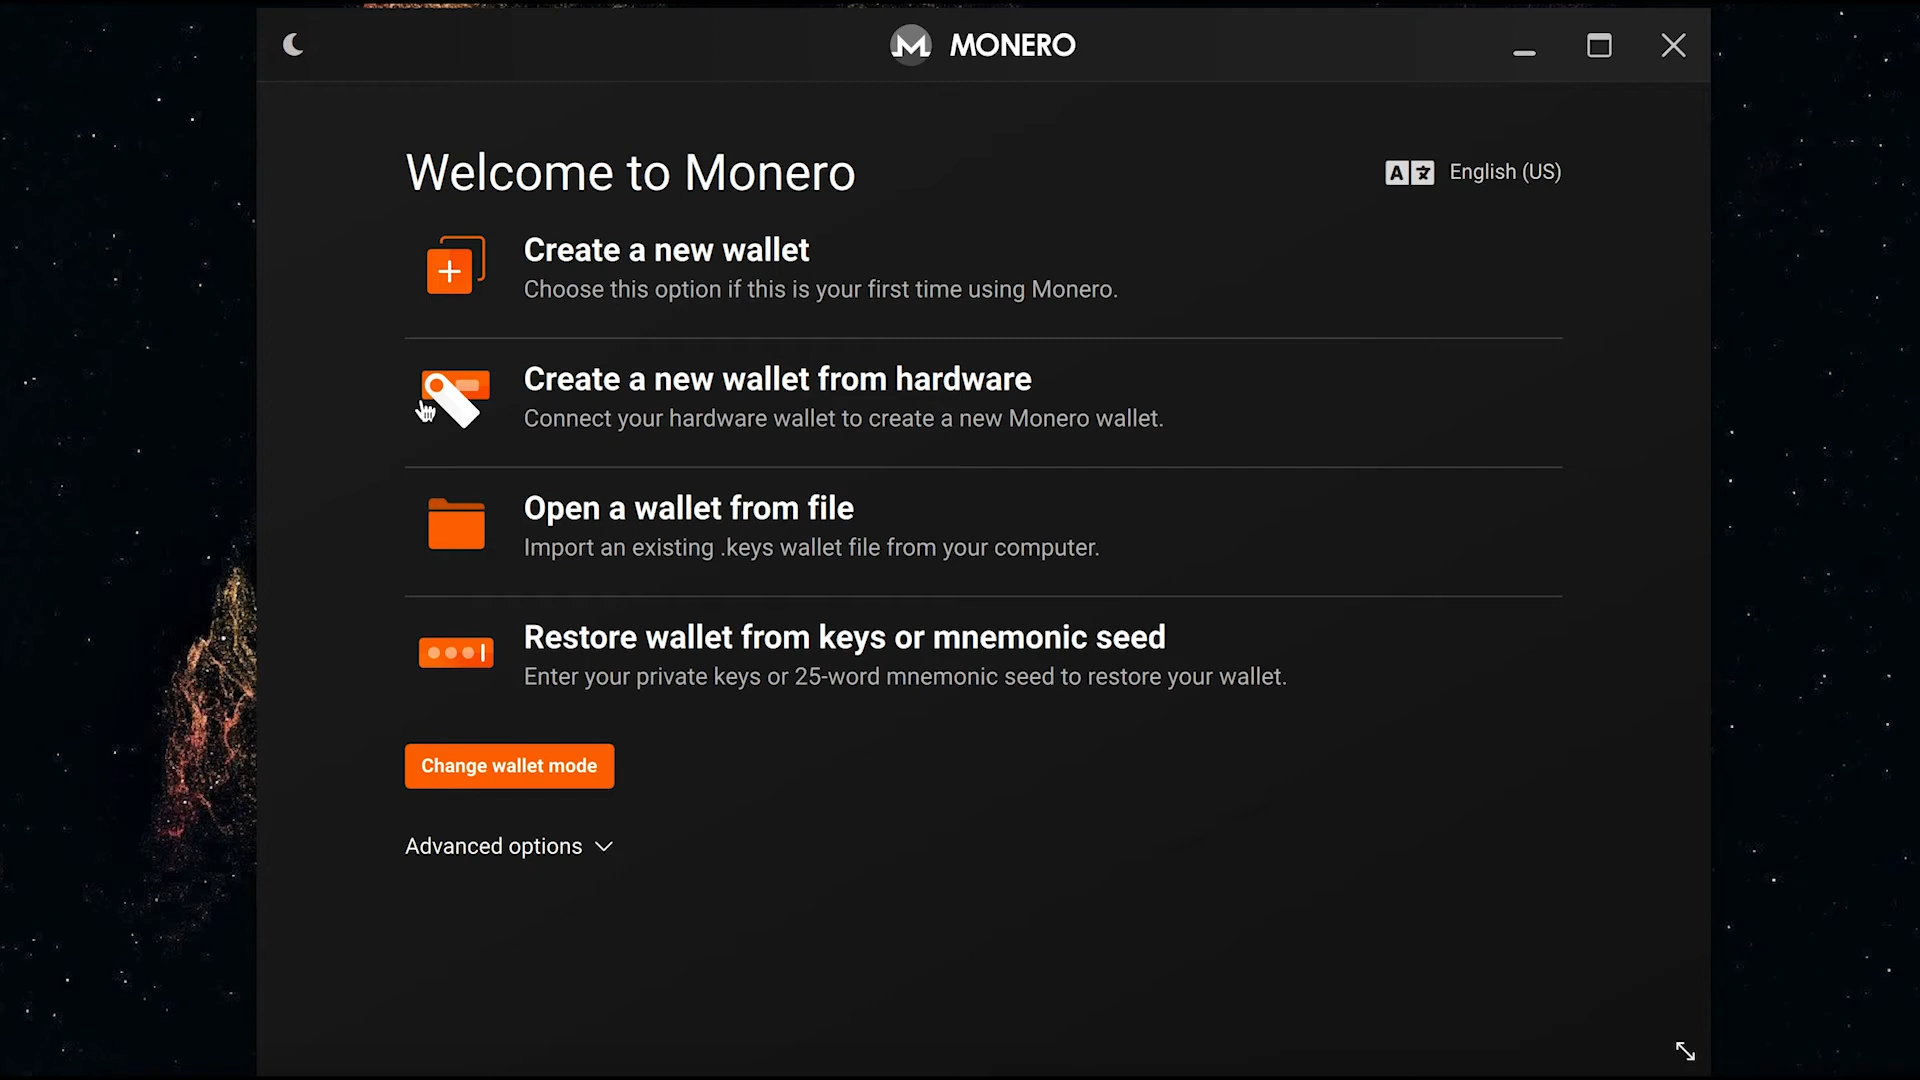 MONERO
Welcome to Monero
English (US)
Create a new wallet
Choose this option if this is your first time using Monero.
Create a new wallet from hardware
Connect your hardware wallet to create a new Monero wallet.
Open a wallet from file
Import an existing .keys wallet file from your computer.
Restore wallet from keys or mnemonic seed
Enter your private keys or 25-word mnemonic seed to restore your wallet.
Change wallet mode
Advanced options